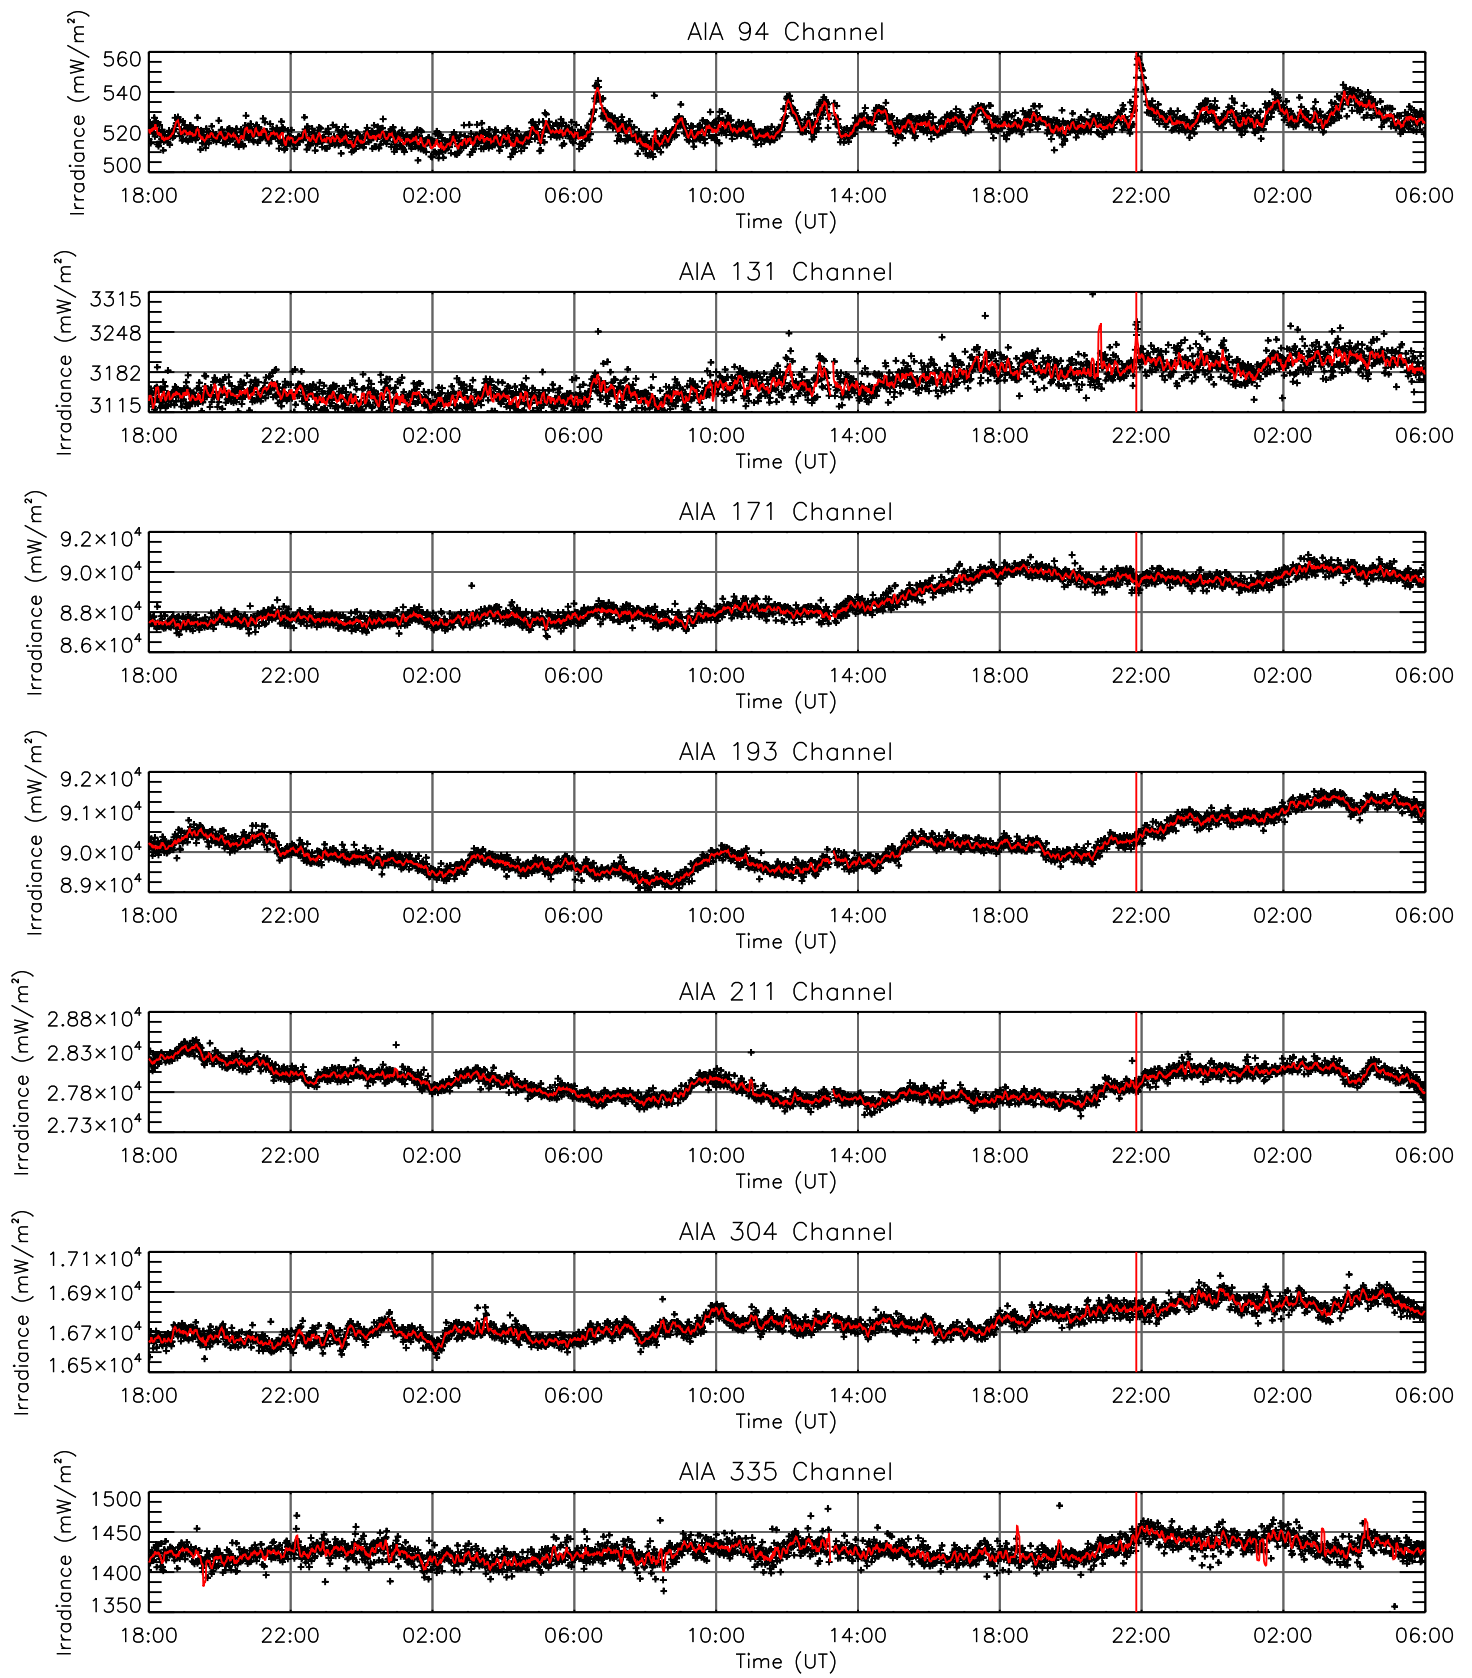 AIA 94 Channel
Irradiance (mW/m²)
560
540
520
500
18:00 22:00 02:00 06:00 10:00 14:00 18:00 22:00 02:00 06:00
Time (UT)
AIA 131 Channel
Irradiance (mW/m²)
3315
3248
3182
3115
18:00 22:00 02:00 06:00 10:00 14:00 18:00 22:00 02:00 06:00
Time (UT)
AIA 171 Channel
Irradiance (mW/m²)
9.2×10⁴
9.0×10⁴
8.8×10⁴
8.6×10⁴
18:00 22:00 02:00 06:00 10:00 14:00 18:00 22:00 02:00 06:00
Time (UT)
AIA 193 Channel
Irradiance (mW/m²)
9.2×10⁴
9.1×10⁴
9.0×10⁴
8.9×10⁴
18:00 22:00 02:00 06:00 10:00 14:00 18:00 22:00 02:00 06:00
Time (UT)
AIA 211 Channel
Irradiance (mW/m²)
2.88×10⁴
2.83×10⁴
2.78×10⁴
2.73×10⁴
18:00 22:00 02:00 06:00 10:00 14:00 18:00 22:00 02:00 06:00
Time (UT)
AIA 304 Channel
Irradiance (mW/m²)
1.71×10⁴
1.69×10⁴
1.67×10⁴
1.65×10⁴
18:00 22:00 02:00 06:00 10:00 14:00 18:00 22:00 02:00 06:00
Time (UT)
AIA 335 Channel
Irradiance (mW/m²)
1500
1450
1400
1350
18:00 22:00 02:00 06:00 10:00 14:00 18:00 22:00 02:00 06:00
Time (UT)